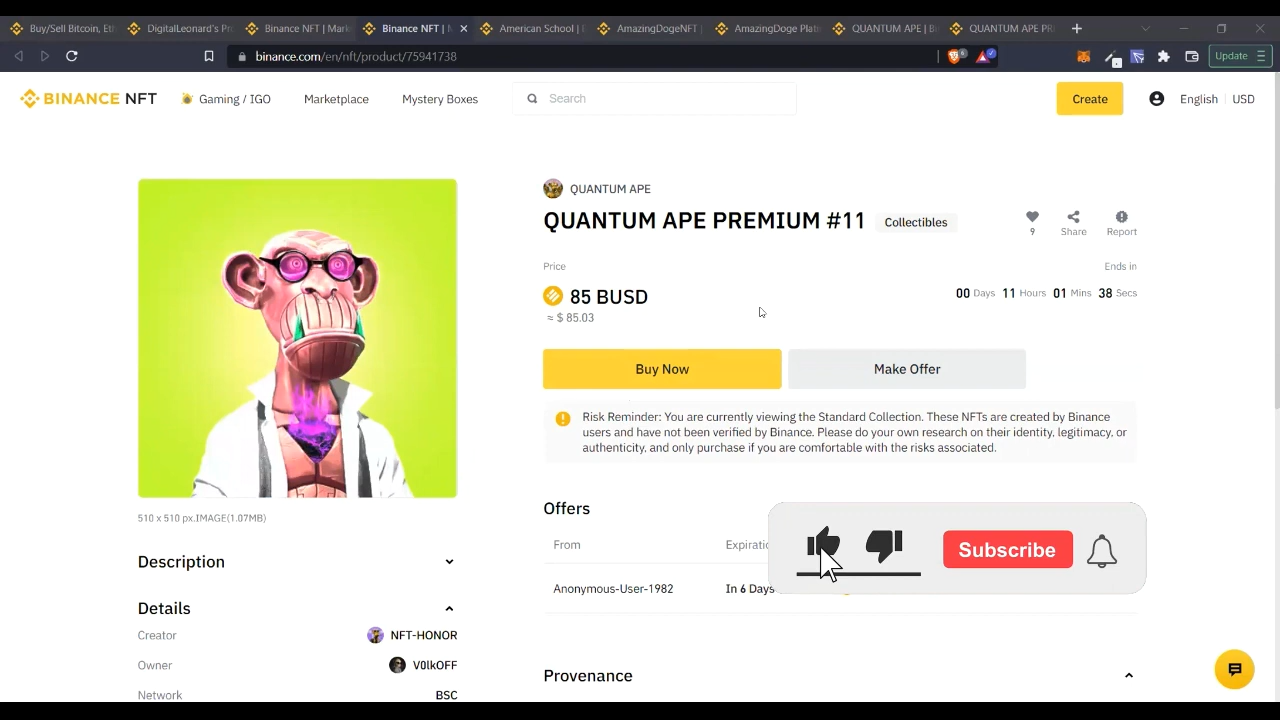 Buy/Sell Bitcoin, Eth
DigitalLeonard's Pr
Binance NFT | Mark
Binance NFT | M
American School |
AmazingDogeNFT
AmazingDoge Plat
QUANTUM APE | B
QUANTUM APE PR
binance.com/en/nft/product/75941738
Update
BINANCE NFT
Gaming / IGO
Marketplace
Mystery Boxes
Search
Create
English
USD
QUANTUM APE
QUANTUM APE PREMIUM #11
Collectibles
9
Share
Report
Price
Ends in
85 BUSD
00 Days 11 Hours 01 Mins 38 Secs
≈ $ 85.03
Buy Now
Make Offer
Risk Reminder: You are currently viewing the Standard Collection. These NFTs are created by Binance
users and have not been verified by Binance. Please do your own research on their identity, legitimacy, or
authenticity, and only purchase if you are comfortable with the risks associated.
510 x 510 px.IMAGE(1.07MB)
Offers
From
Expiratio
Subscribe
Description
Anonymous-User-1982
In 6 Days
Details
Creator
NFT-HONOR
Owner
V0lkOFF
Network
BSC
Provenance